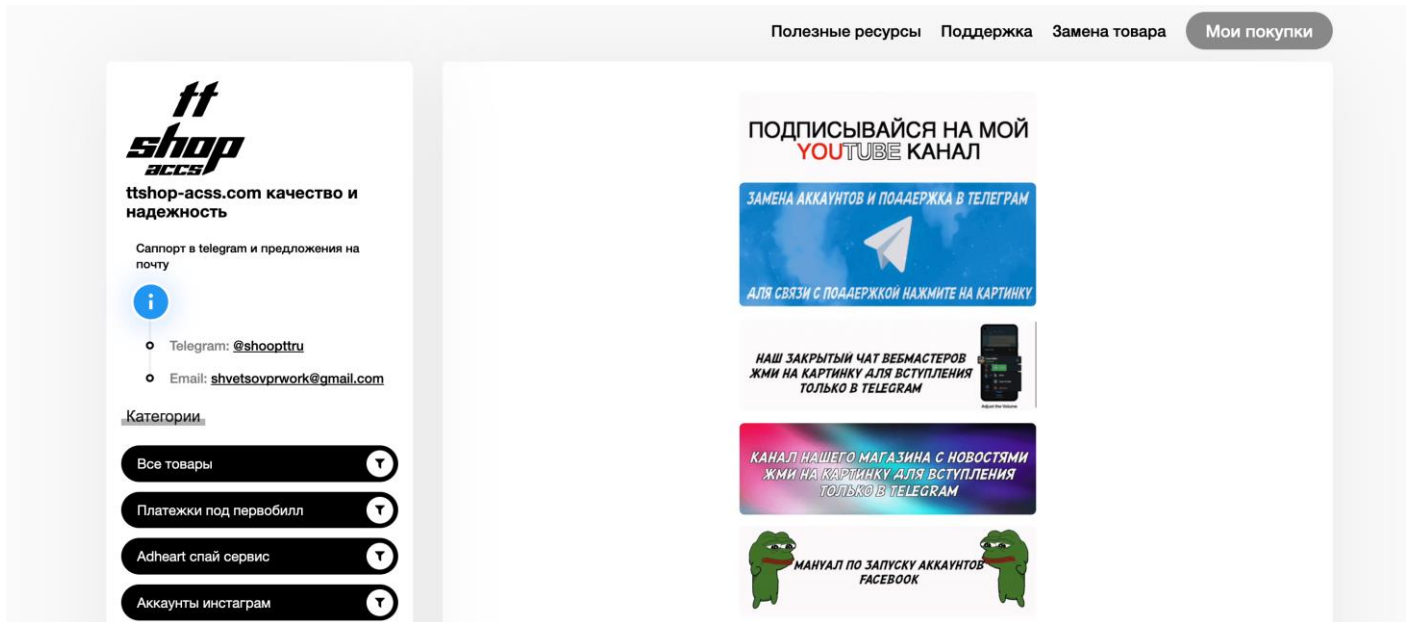 Полезные ресурсы Поддержка Замена товара Мои покупки
tt
shop
accs
ttshop-acss.com качество и
надежность
Саппорт в telegram и предложения на
почту
Telegram: @shoopttru
Email: shvetsovprwork@gmail.com
Категории
Все товары
Платежки под первобилл
Adheart спай сервис
Аккаунты инстаграм
ПОДПИСЫВАЙСЯ НА МОЙ
YOUTUBE КАНАЛ
ЗАМЕНА АККАУНТОВ И ПОДДЕРЖКА В ТЕЛЕГРАМ
ДЛЯ СВЯЗИ С ПОДДЕРЖКОЙ НАЖМИТЕ НА КАРТИНКУ
НАШ ЗАКРЫТЫЙ ЧАТ ВЕБМАСТЕРОВ
ЖМИ НА КАРТИНКУ ДЛЯ ВСТУПЛЕНИЯ
ТОЛЬКО В TELEGRAM
Adjust the Volume
КАНАЛ НАШЕГО МАГАЗИНА С НОВОСТЯМИ
ЖМИ НА КАРТИНКУ ДЛЯ ВСТУПЛЕНИЯ
ТОЛЬКО В TELEGRAM
МАНУАЛ ПО ЗАПУСКУ АККАУНТОВ
FACEBOOK